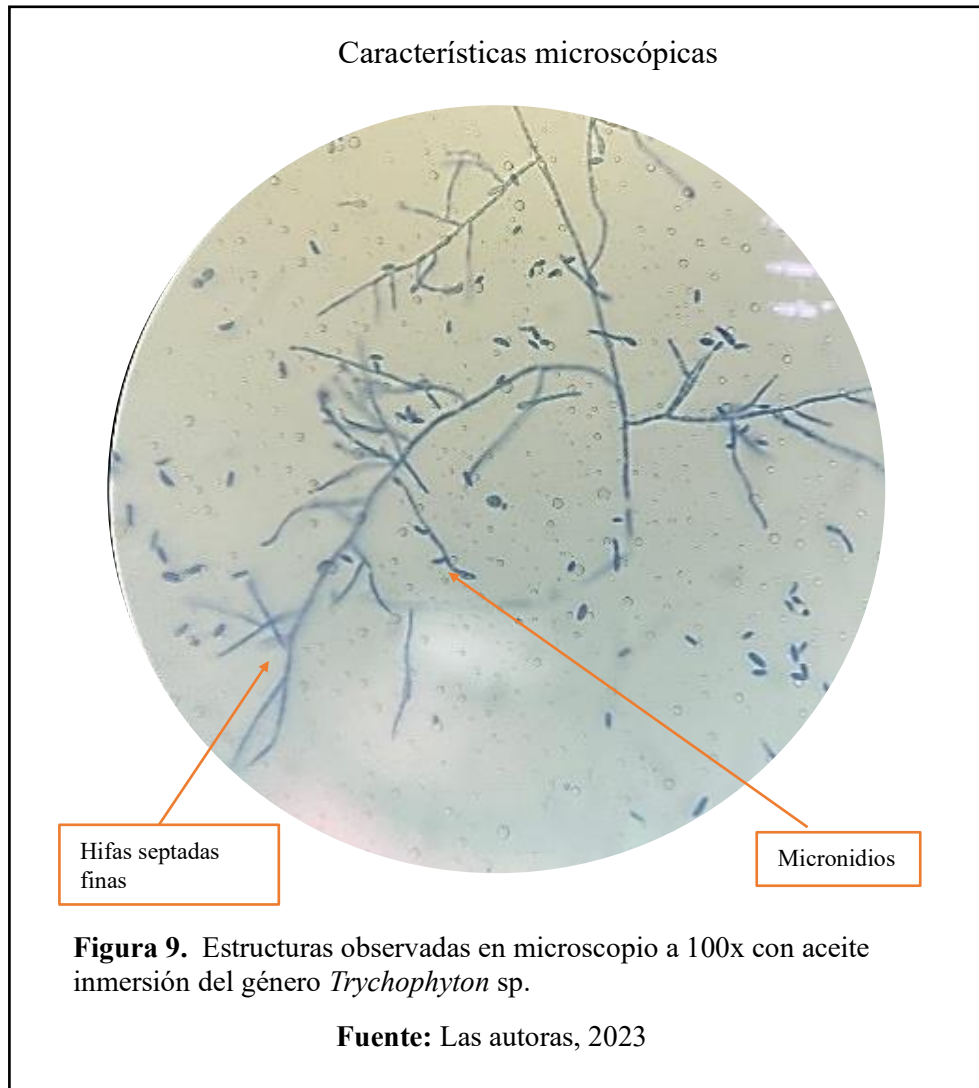 Características microscópicas
Hifas septadas
finas
Micronidios
Figura 9. Estructuras observadas en microscopio a 100x con aceite
inmersión del género Trychophyton sp.
Fuente: Las autoras, 2023